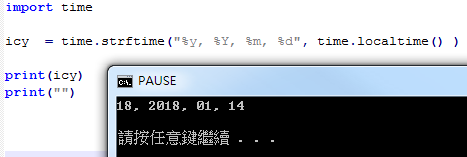 import time
icy  = time.strftime("%y, %Y, %m, %d", time.localtime() )
print(icy)
print("")
C:\. PAUSE
18, 2018, 01, 14
請按任意鍵繼續 . . .